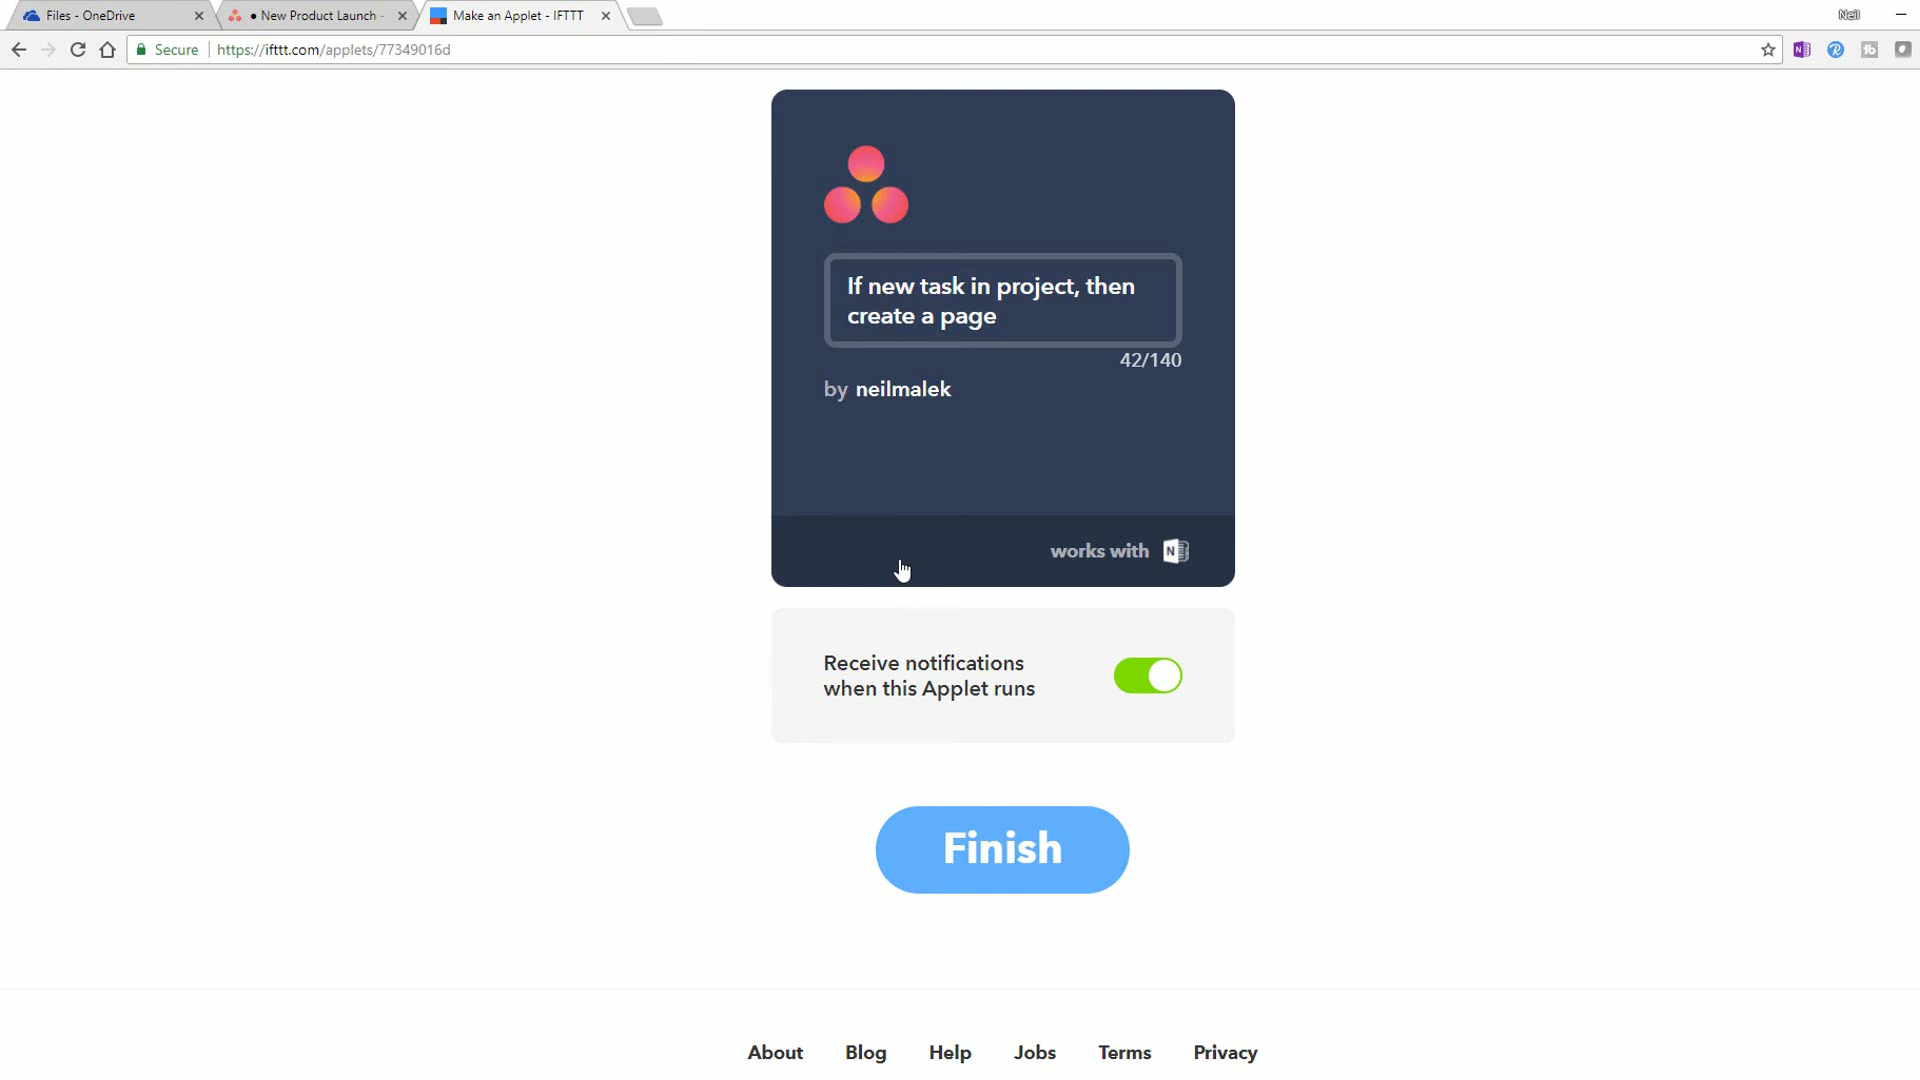 Files - OneDrive
• New Product Launch -
Make an Applet - IFTTT
Neil
Secure
https://ifttt.com/applets/77349016d
If new task in project, then
create a page
42/140
by neilmalek
works with N
Receive notifications
when this Applet runs
Finish
About Blog Help Jobs Terms Privacy